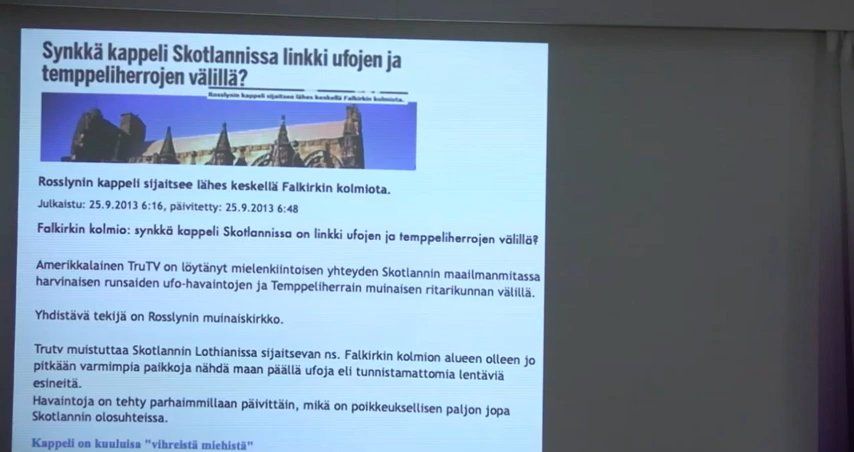 Synkkä kappeli Skotlannissa linkki ufojen ja
temppeliherrojen välillä?
Rosslynin kappeli sijaitsee lähes keskellä Falkirkin kolmiota.
Rosslynin kappeli sijaitsee lähes keskellä Falkirkin kolmiota.
Julkaistu: 25.9.2013 6:16, päivitetty: 25.9.2013 6:48
Falkirkin kolmio: synkkä kappeli Skotlannissa on linkki ufojen ja temppeliherrojen välillä?
Amerikkalainen TruTV on löytänyt mielenkiintoisen yhteyden Skotlannin maailmanmitassa
harvinaisen runsaiden ufo-havaintojen ja Temppeliherrain muinaisen ritarikunnan välillä.
Yhdistävä tekijä on Rosslynin muinaiskirkko.
Trutv muistuttaa Skotlannin Lothianissa sijaitsevan ns. Falkirkin kolmion alueen olleen jo
pitkään varmimpia paikkoja nähdä maan päällä ufoja eli tunnistamattomia lentäviä
esineitä.
Havaintoja on tehty parhaimmillaan päivittäin, mikä on poikkeuksellisen paljon jopa
Skotlannin olosuhteissa.
Kappeli on kuuluisa "vihreistä miehistä"